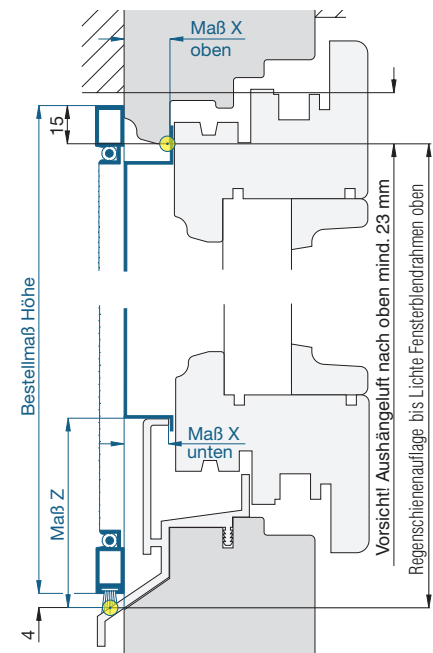 Maß X
oben
15
Bestellmaß Höhe
Vorsicht! Aushängeluft nach oben mind. 23 mm
Regenschienenauflage bis Lichte Fensterblendrahmen oben
Maß X
unten
Maß Z
4